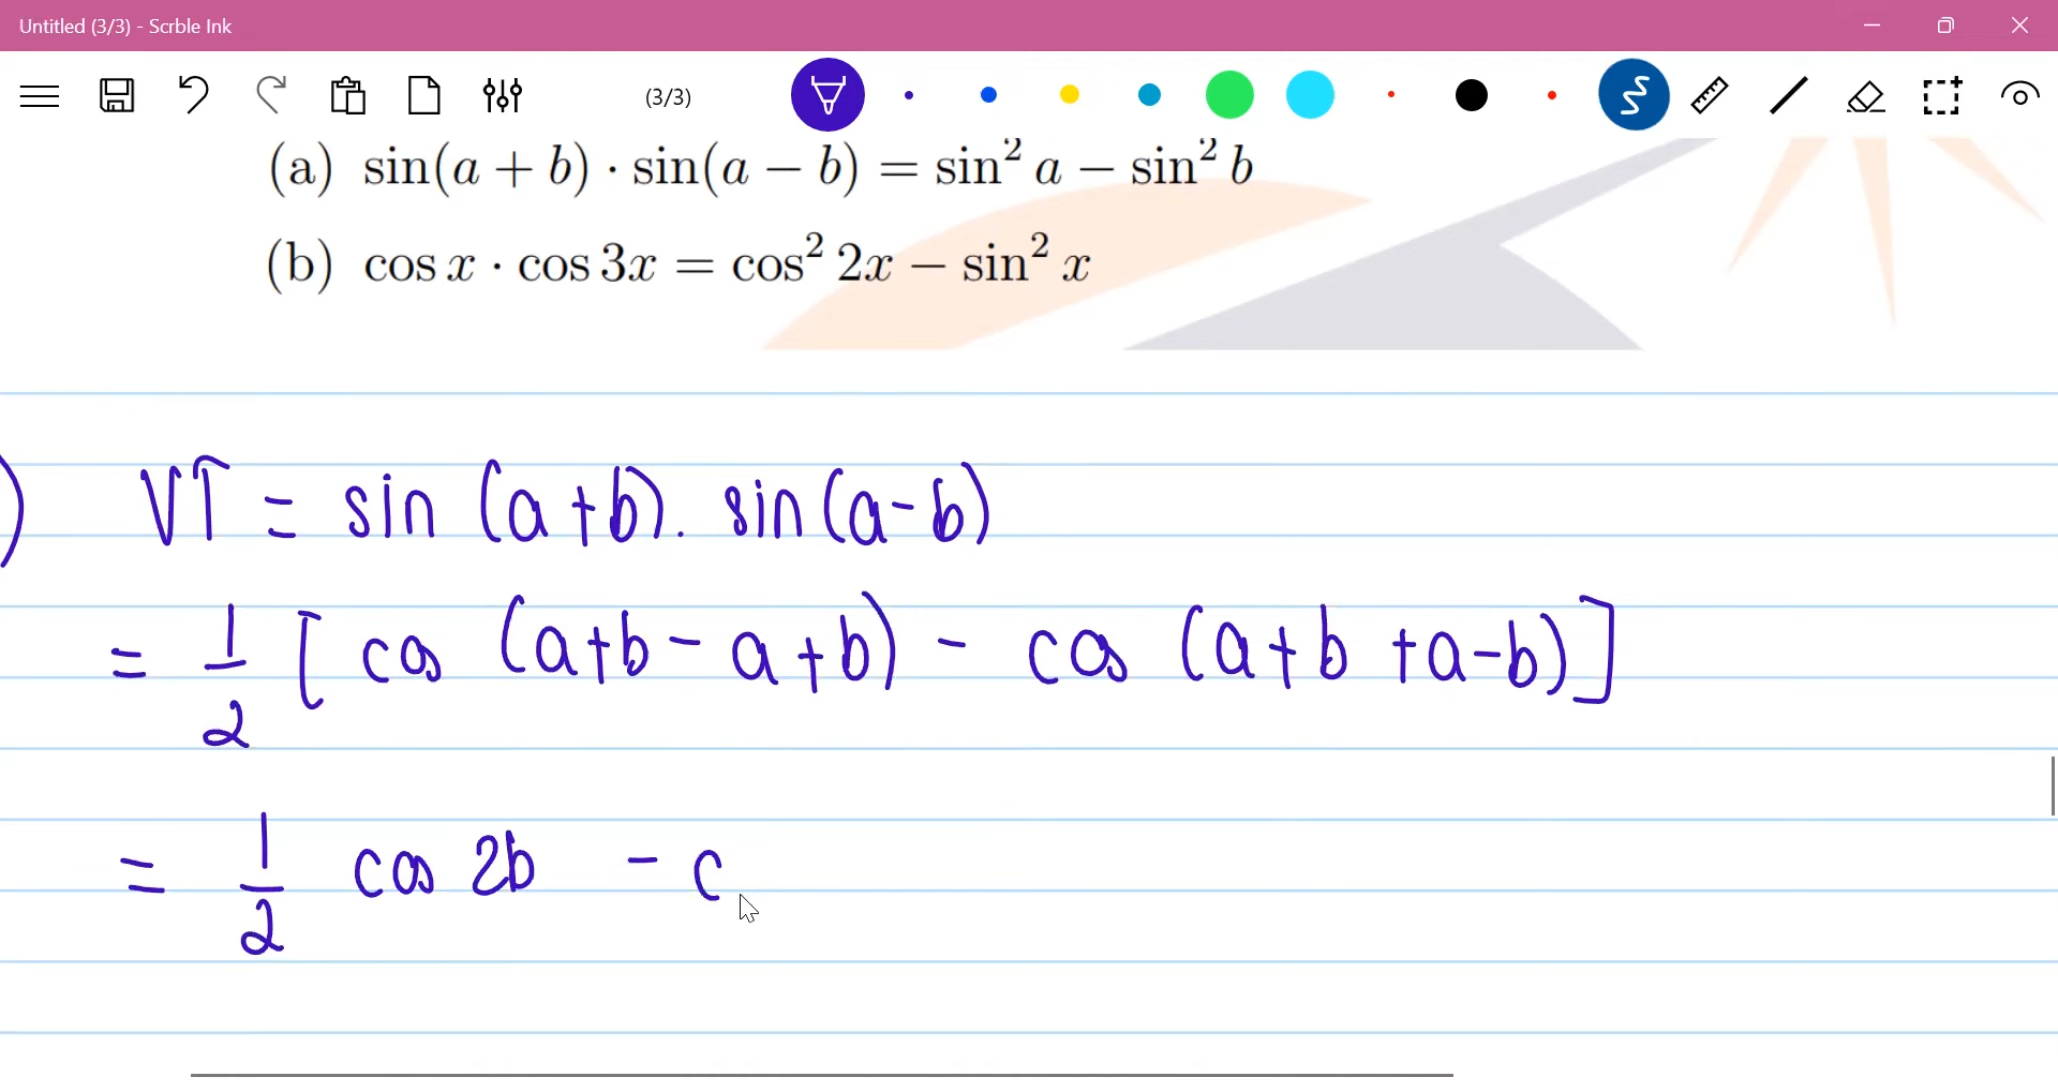 Untitled (3/3) - Scrble Ink
(3/3)
(a) sin(a + b) · sin(a − b) = sin² a − sin² b
(b) cos x · cos 3x = cos² 2x − sin² x
) VT = sin (a+b). sin(a-b)
= 1/2 [ cos (a+b - a+b) - cos (a+b +a-b)]
= 1/2 cos 2b - c